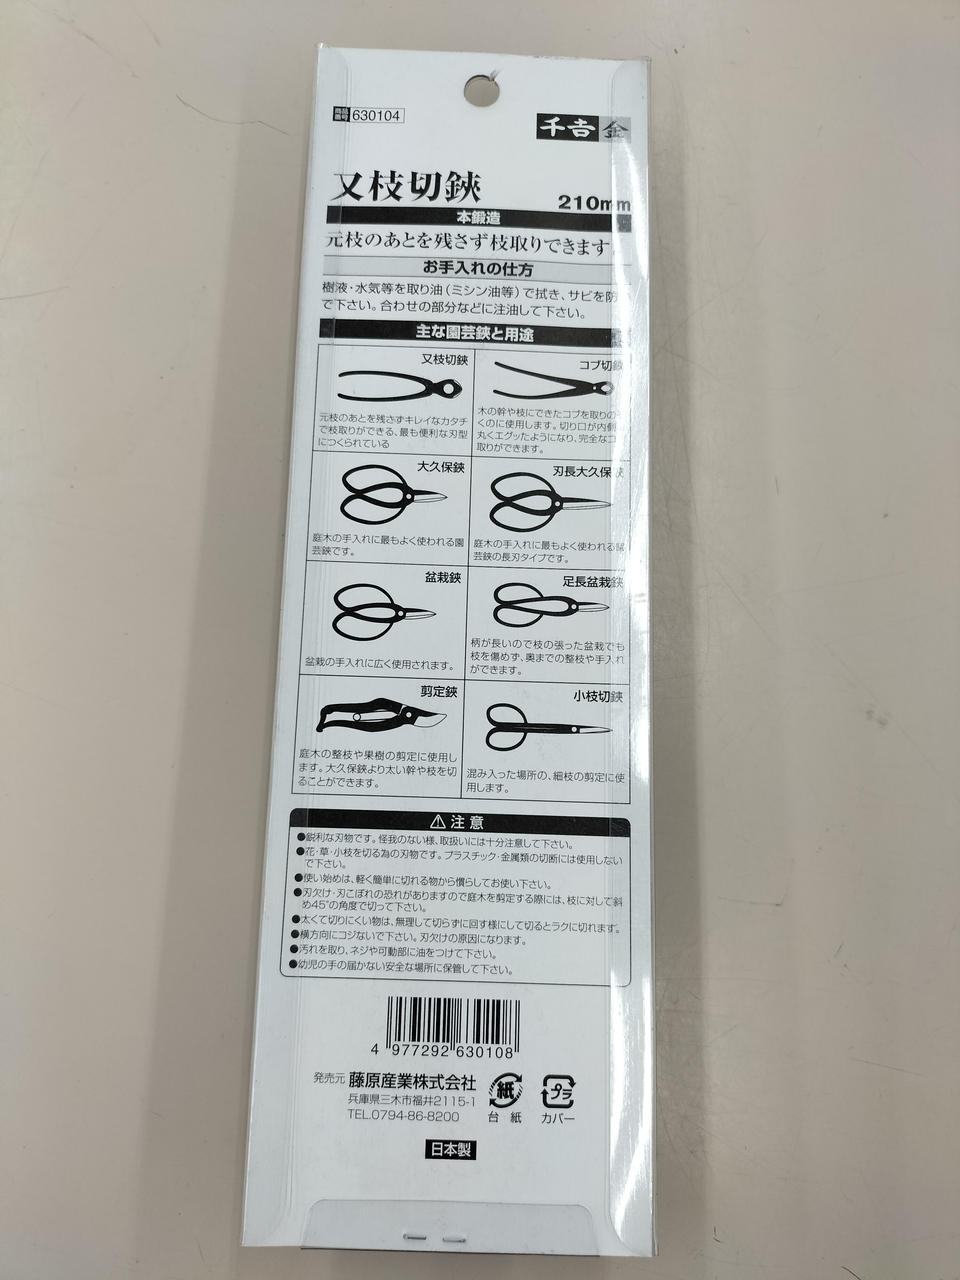 商品番号 630104
千吉 金
又枝切鋏 210mm
本鍛造
元枝のあとを残さず枝取りできます
お手入れの仕方
樹液・水気等を取り油(ミシン油等)で拭き、サビを防
で下さい。合わせの部分などに注油して下さい。
主な園芸鋏と用途
又枝切鋏
元枝のあとを残さずキレイなカタチ
で枝取りができる、最も便利な刃型
につくられている
コブ切鋏
木の幹や枝にできたコブを取りのぞ
くのに使用します。切り口が内側に
丸くエグッたようになり、完全なコブ
取りができます。
大久保鋏
庭木の手入れに最もよく使われる園
芸鋏です。
刃長大久保鋏
庭木の手入れに最もよく使われる園
芸鋏の長刃タイプです。
盆栽鋏
盆栽の手入れに広く使用されます。
足長盆栽鋏
柄が長いので枝の張った盆栽でも
枝を傷めず、奥までの整枝や手入れ
ができます。
剪定鋏
庭木の整枝や果樹の剪定に使用し
ます。大久保鋏より太い幹や枝を切
ることができます。
小枝切鋏
混み入った場所の、細枝の剪定に使
用します。
⚠注意
●鋭利な刃物です。怪我のない様、取扱いには十分注意して下さい。
●花・草・小枝を切る為の刃物です。プラスチック・金属類の切断には使用しない
で下さい。
●使い始めは、軽く簡単に切れる物から慣らしてお使い下さい。
●刃欠け・刃こぼれの恐れがありますので庭木を剪定する際には、枝に対して斜
め45°の角度で切って下さい。
●太くて切りにくい物は、無理して切らずに回す様にして切るとラクに切れます。
●横方向にコジないで下さい。刃欠けの原因になります。
●汚れを取り、ネジや可動部に油をつけて下さい。
●幼児の手の届かない安全な場所に保管して下さい。
4 977292 630108
発売元 藤原産業株式会社
兵庫県三木市福井2115-1
TEL.0794-86-8200
紙
台紙
プラ
カバー
日本製